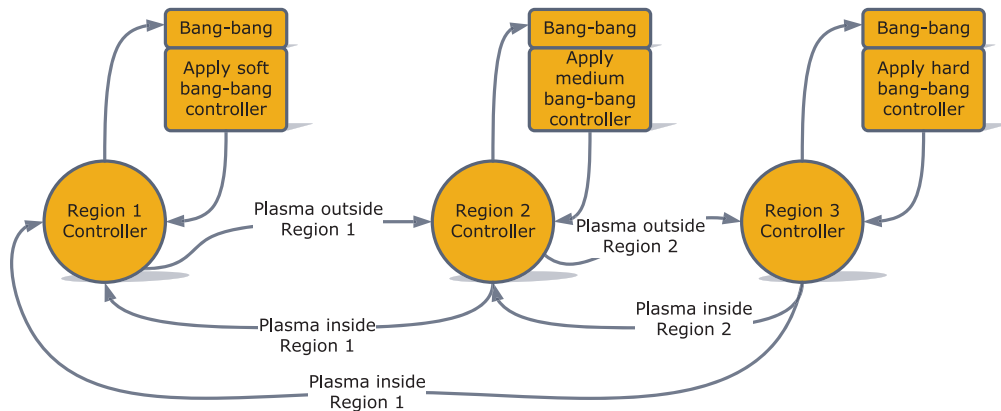 Bang-bang
Apply soft
bang-bang
controller
Bang-bang
Apply
medium
bang-bang
controller
Bang-bang
Apply hard
bang-bang
controller
Region 1
Controller
Plasma outside
Region 1
Region 2
Controller
Plasma outside
Region 2
Region 3
Controller
Plasma inside
Region 1
Plasma inside
Region 2
Plasma inside
Region 1